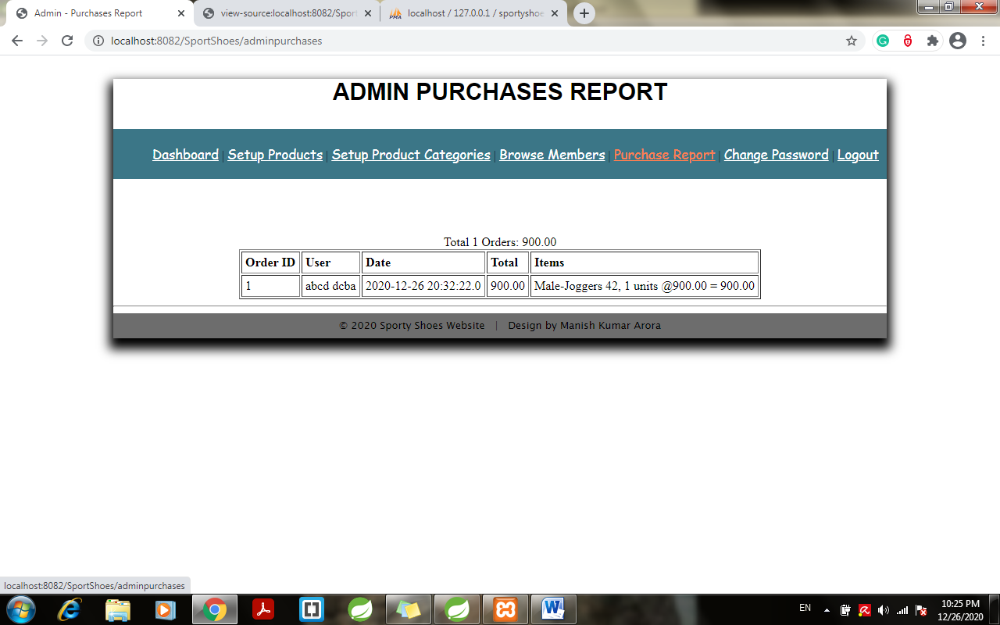 Admin - Purchases Report
view-source:localhost:8082/Sport
localhost / 127.0.0.1 / sportyshoe
localhost:8082/SportShoes/adminpurchases
ADMIN PURCHASES REPORT
Dashboard | Setup Products | Setup Product Categories | Browse Members | Purchase Report | Change Password | Logout
Total 1 Orders: 900.00
Order ID User Date Total Items
1 abcd dcba 2020-12-26 20:32:22.0 900.00 Male-Joggers 42, 1 units @900.00 = 900.00
© 2020 Sporty Shoes Website | Design by Manish Kumar Arora
localhost:8082/SportShoes/adminpurchases
EN
10:25 PM
12/26/2020